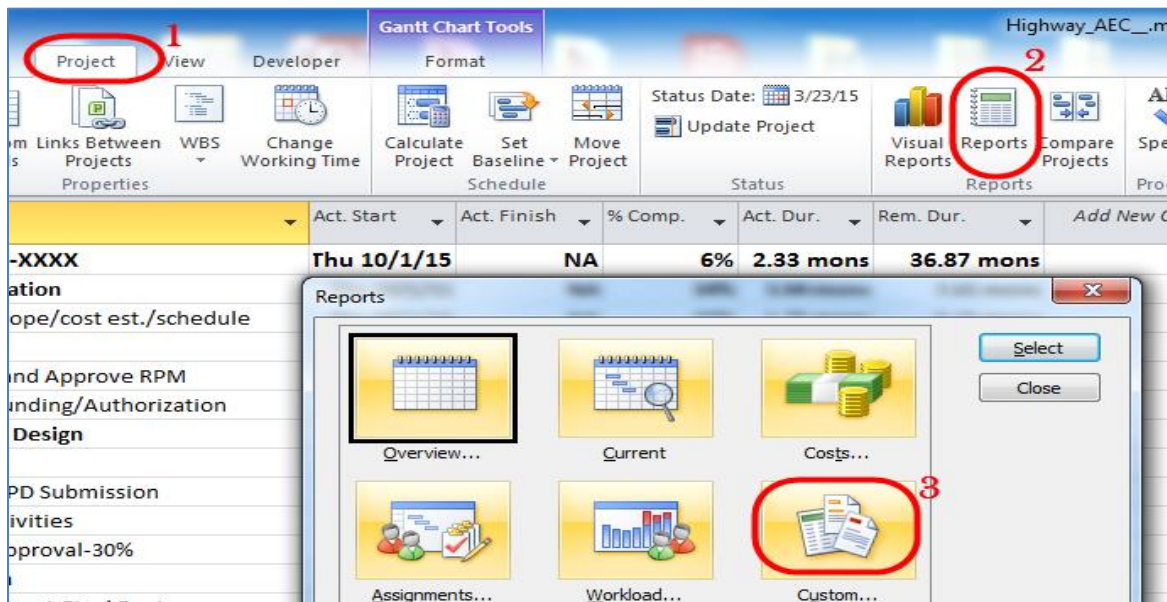 Gantt Chart Tools
Highway_AEC__.m
1
Project
View
Developer
Format
2
Links Between Projects
WBS
Change Working Time
Calculate Project
Set Baseline
Move Project
Status Date: 3/23/15
Update Project
Visual Reports
Reports
Compare Projects
Spe
Properties
Schedule
Status
Reports
Pro
Act. Start
Act. Finish
% Comp.
Act. Dur.
Rem. Dur.
Add New C
-XXXX
Thu 10/1/15
NA
6%
2.33 mons
36.87 mons
ation
Reports
ope/cost est./schedule
Select
and Approve RPM
Close
unding/Authorization
Design
Overview...
Current
Costs...
PD Submission
3
ivities
pproval-30%
Assignments...
Workload...
Custom...